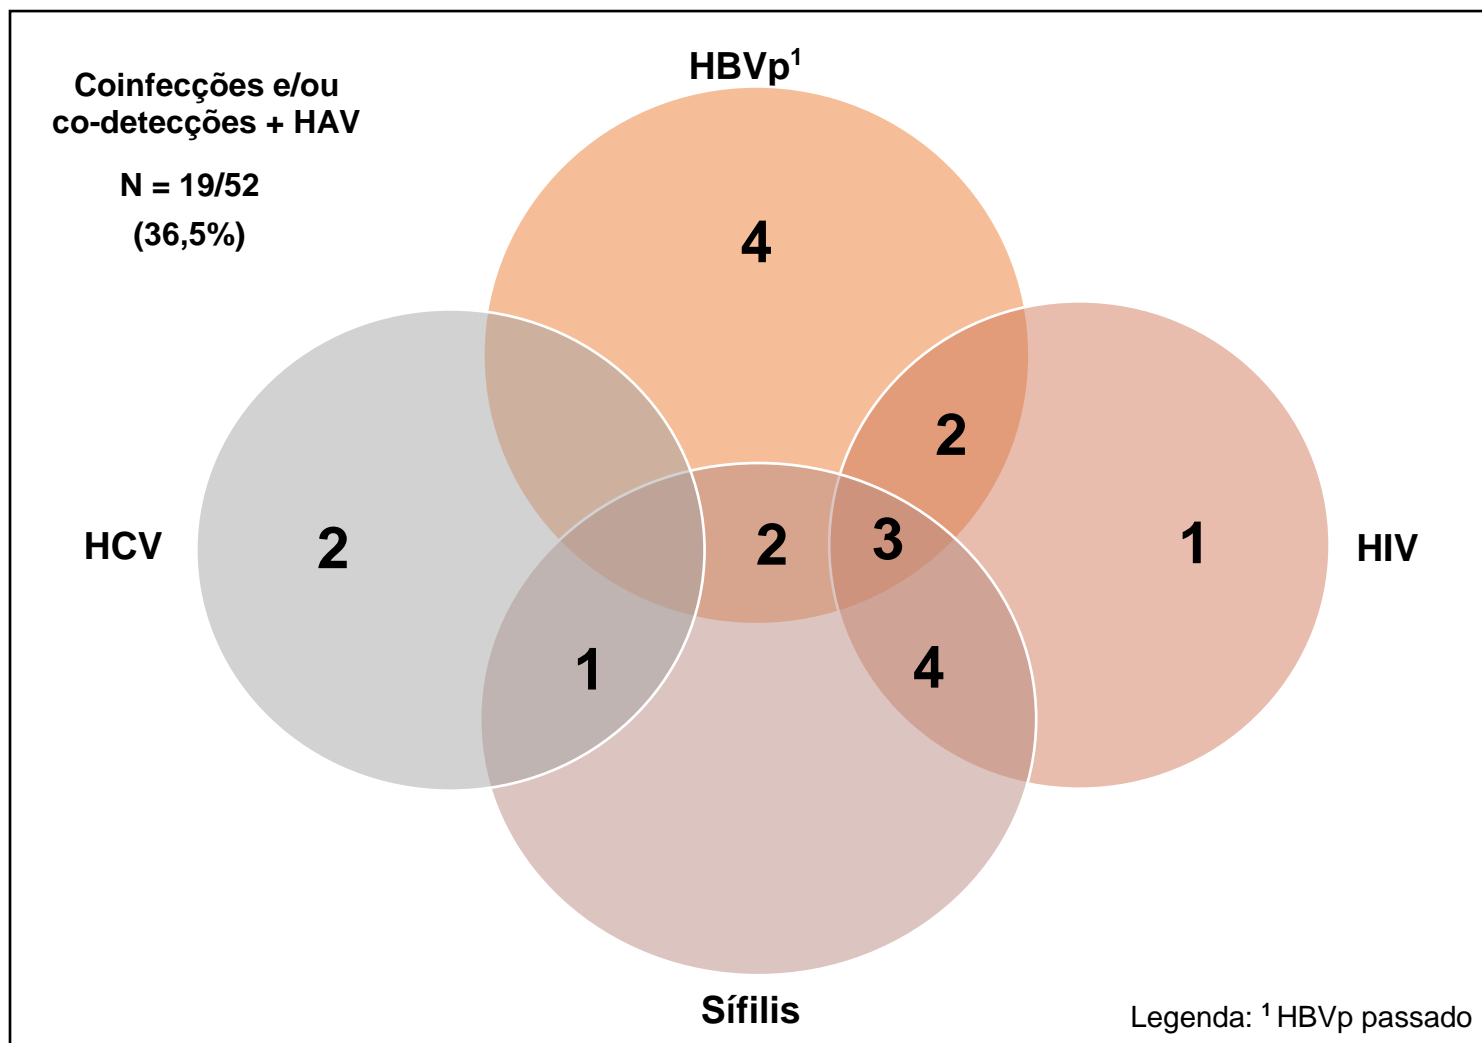 Coinfecções e/ou
co-detecções + HAV
N = 19/52
(36,5%)
HBVp¹
4
2
HCV
2
2
3
1
HIV
1
4
Sífilis
Legenda: ¹ HBVp passado